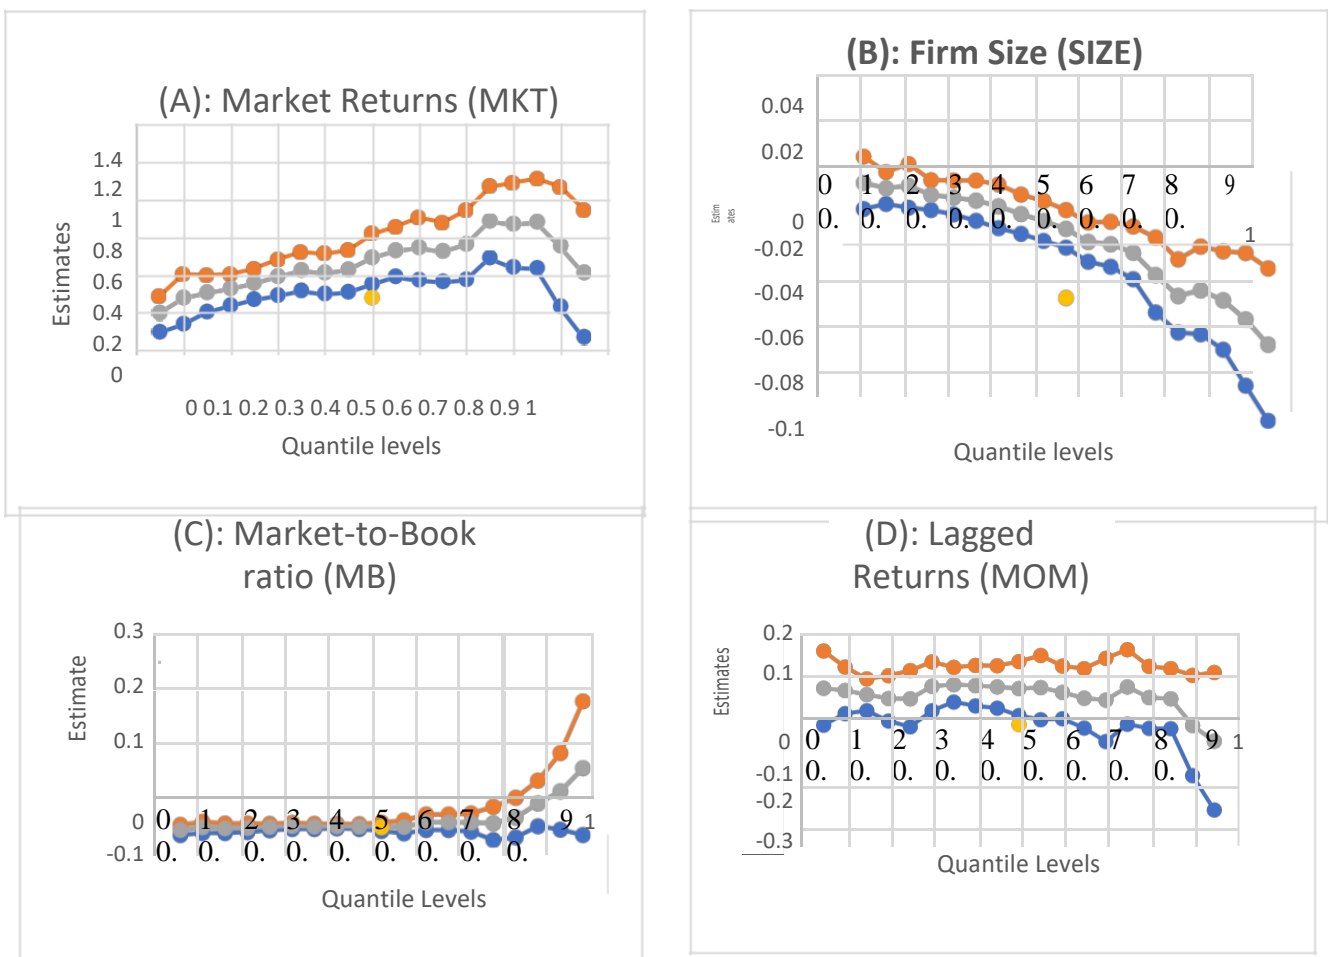 (A): Market Returns (MKT)
1.4
1.2
1
0.8
0.6
0.4
0.2
0
Estimates
0 0.1 0.2 0.3 0.4 0.5 0.6 0.7 0.8 0.9 1
Quantile levels
(B): Firm Size (SIZE)
0.04
0.02
0
-0.02
-0.04
-0.06
-0.08
-0.1
Estim
ates
0 1 2 3 4 5 6 7 8 9
0. 0. 0. 0. 0. 0. 0. 0. 0.
1
Quantile levels
(C): Market-to-Book
ratio (MB)
0.3
0.2
0.1
0
-0.1
Estimate
0 1 2 3 4 5 6 7 8 9 1
0. 0. 0. 0. 0. 0. 0. 0. 0.
Quantile Levels
(D): Lagged
Returns (MOM)
0.2
0.1
0
-0.1
-0.2
-0.3
Estimates
0 1 2 3 4 5 6 7 8 9 1
0. 0. 0. 0. 0. 0. 0. 0. 0.
Quantile Levels